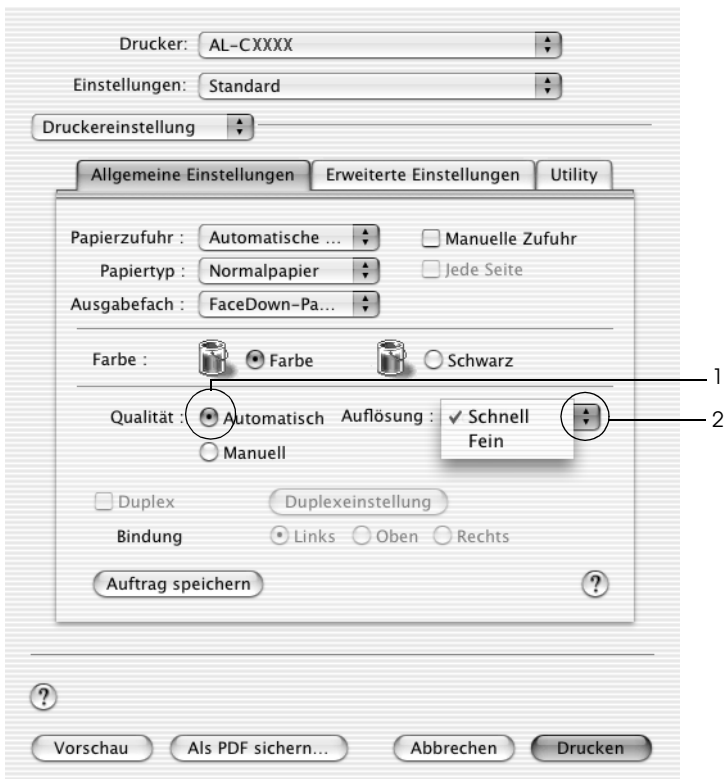 Drucker: AL-CXXXX
Einstellungen: Standard
Druckereinstellung
Allgemeine Einstellungen Erweiterte Einstellungen Utility
Papierzufuhr : Automatische ... Manuelle Zufuhr
Papiertyp : Normalpapier Jede Seite
Ausgabefach : FaceDown-Pa...
Farbe : Farbe Schwarz
1
Qualität : Automatisch Auflösung : ✓ Schnell 2
Fein
Manuell
Duplex Duplexeinstellung
Bindung Links Oben Rechts
Auftrag speichern ?
?
Vorschau Als PDF sichern... Abbrechen Drucken